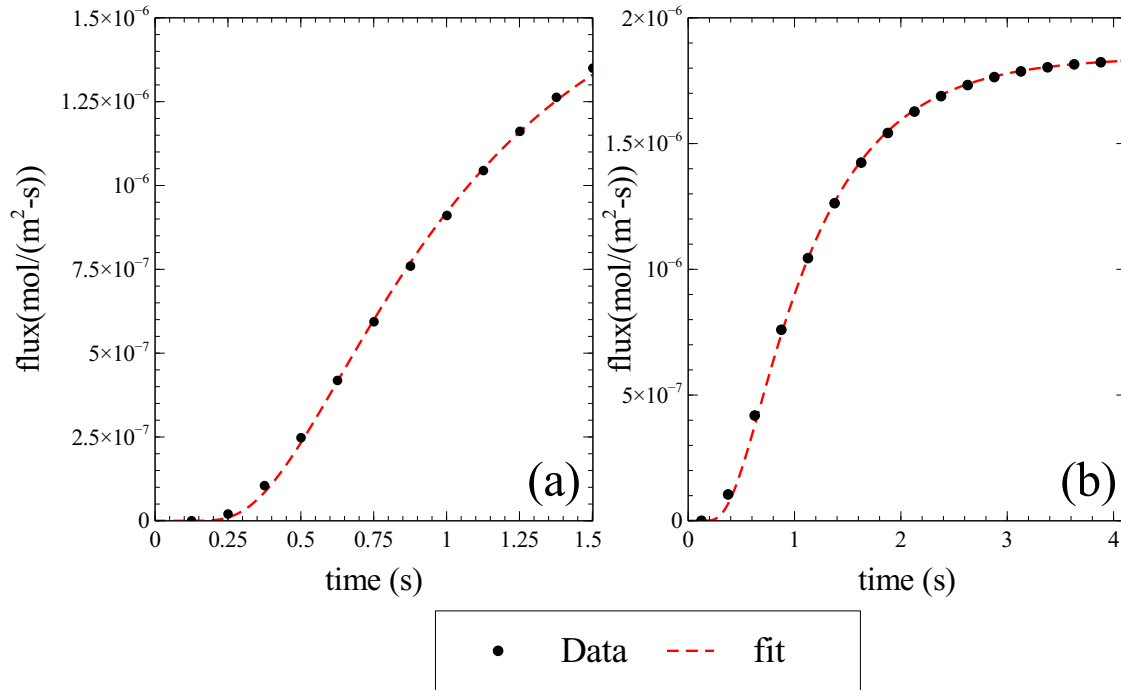 1.5×10⁻⁶
1.25×10⁻⁶
10⁻⁶
7.5×10⁻⁷
5×10⁻⁷
2.5×10⁻⁷
0
flux(mol/(m²-s))
0 0.25 0.5 0.75 1 1.25 1.5
time (s)
(a)
2×10⁻⁶
1.5×10⁻⁶
10⁻⁶
5×10⁻⁷
0
flux(mol/(m²-s))
0 1 2 3 4
time (s)
(b)
Data fit